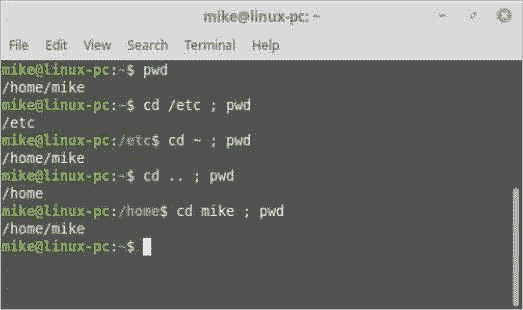 mike@linux-pc: ~
File Edit View Search Terminal Help
mike@linux-pc:~$ pwd
/home/mike
mike@linux-pc:~$ cd /etc ; pwd
/etc
mike@linux-pc:/etc$ cd ~ ; pwd
/home/mike
mike@linux-pc:~$ cd .. ; pwd
/home
mike@linux-pc:/home$ cd mike ; pwd
/home/mike
mike@linux-pc:~$